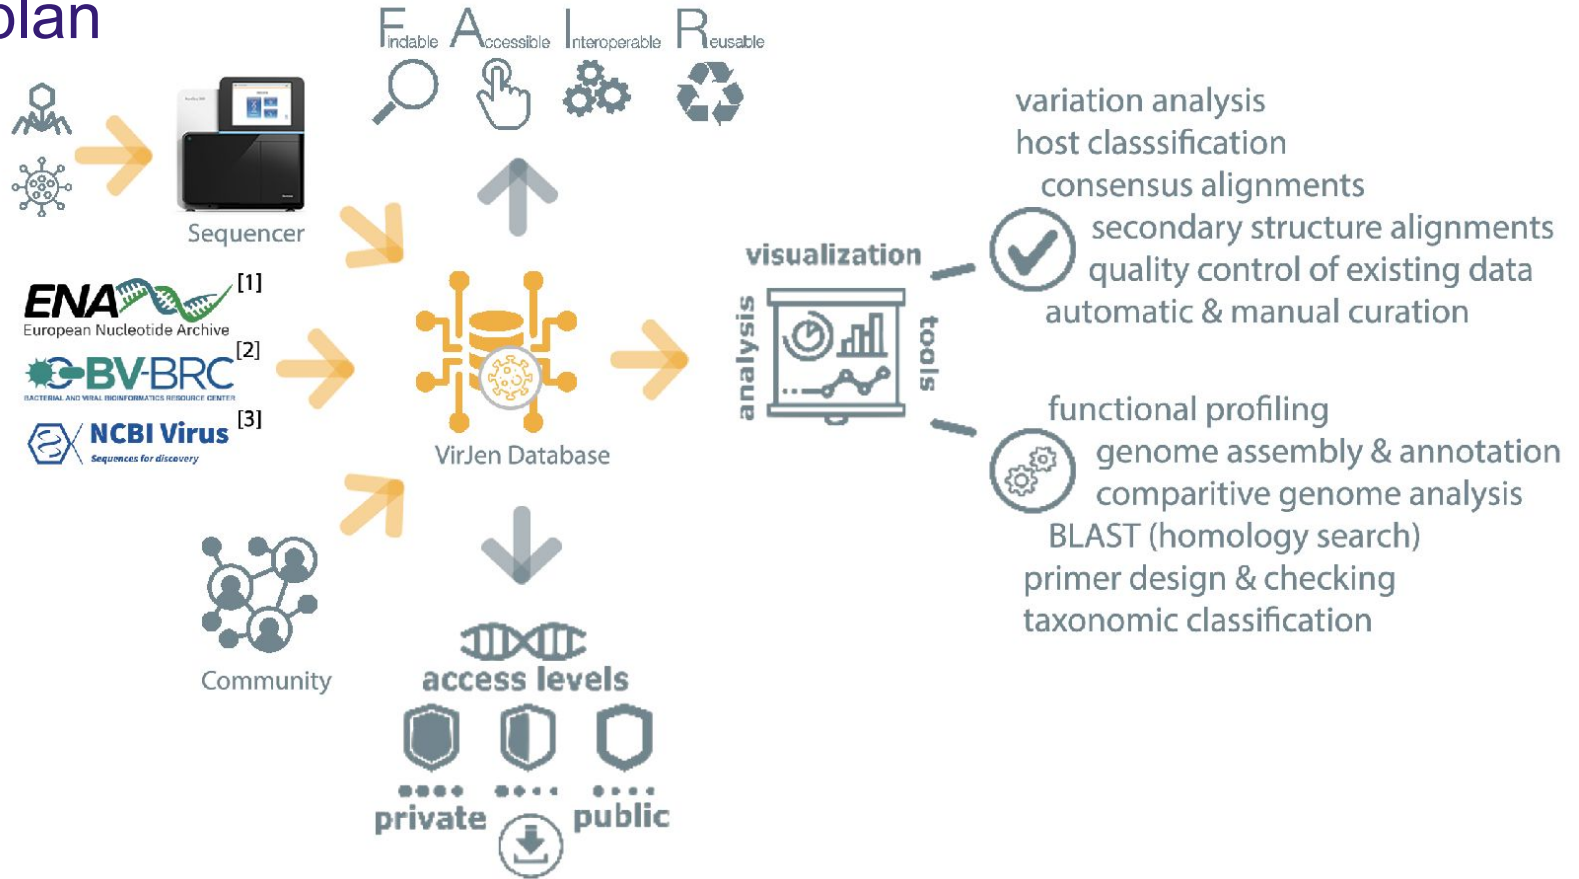 plan
Findable Accessible Interoperable Reusable
Sequencer
ENA [1]
European Nucleotide Archive
BV-BRC [2]
BACTERIAL AND VIRAL BIOINFORMATICS RESOURCE CENTER
NCBI Virus [3]
Sequences for discovery
Community
VirJen Database
access levels
private public
visualization
analysis
tools
variation analysis
host classsification
consensus alignments
secondary structure alignments
quality control of existing data
automatic & manual curation
functional profiling
genome assembly & annotation
comparitive genome analysis
BLAST (homology search)
primer design & checking
taxonomic classification